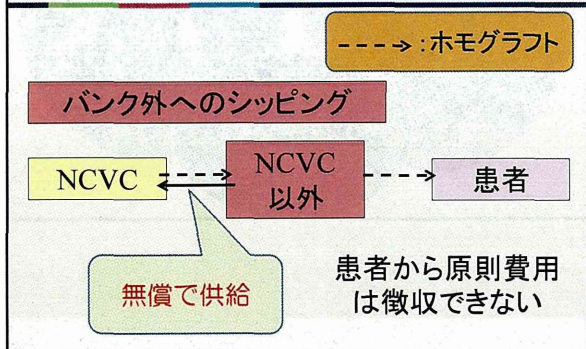 :ホモグラフト
バンク外へのシッピング
NCVC
NCVC
以外
患者
無償で供給
患者から原則費用
は徴収できない